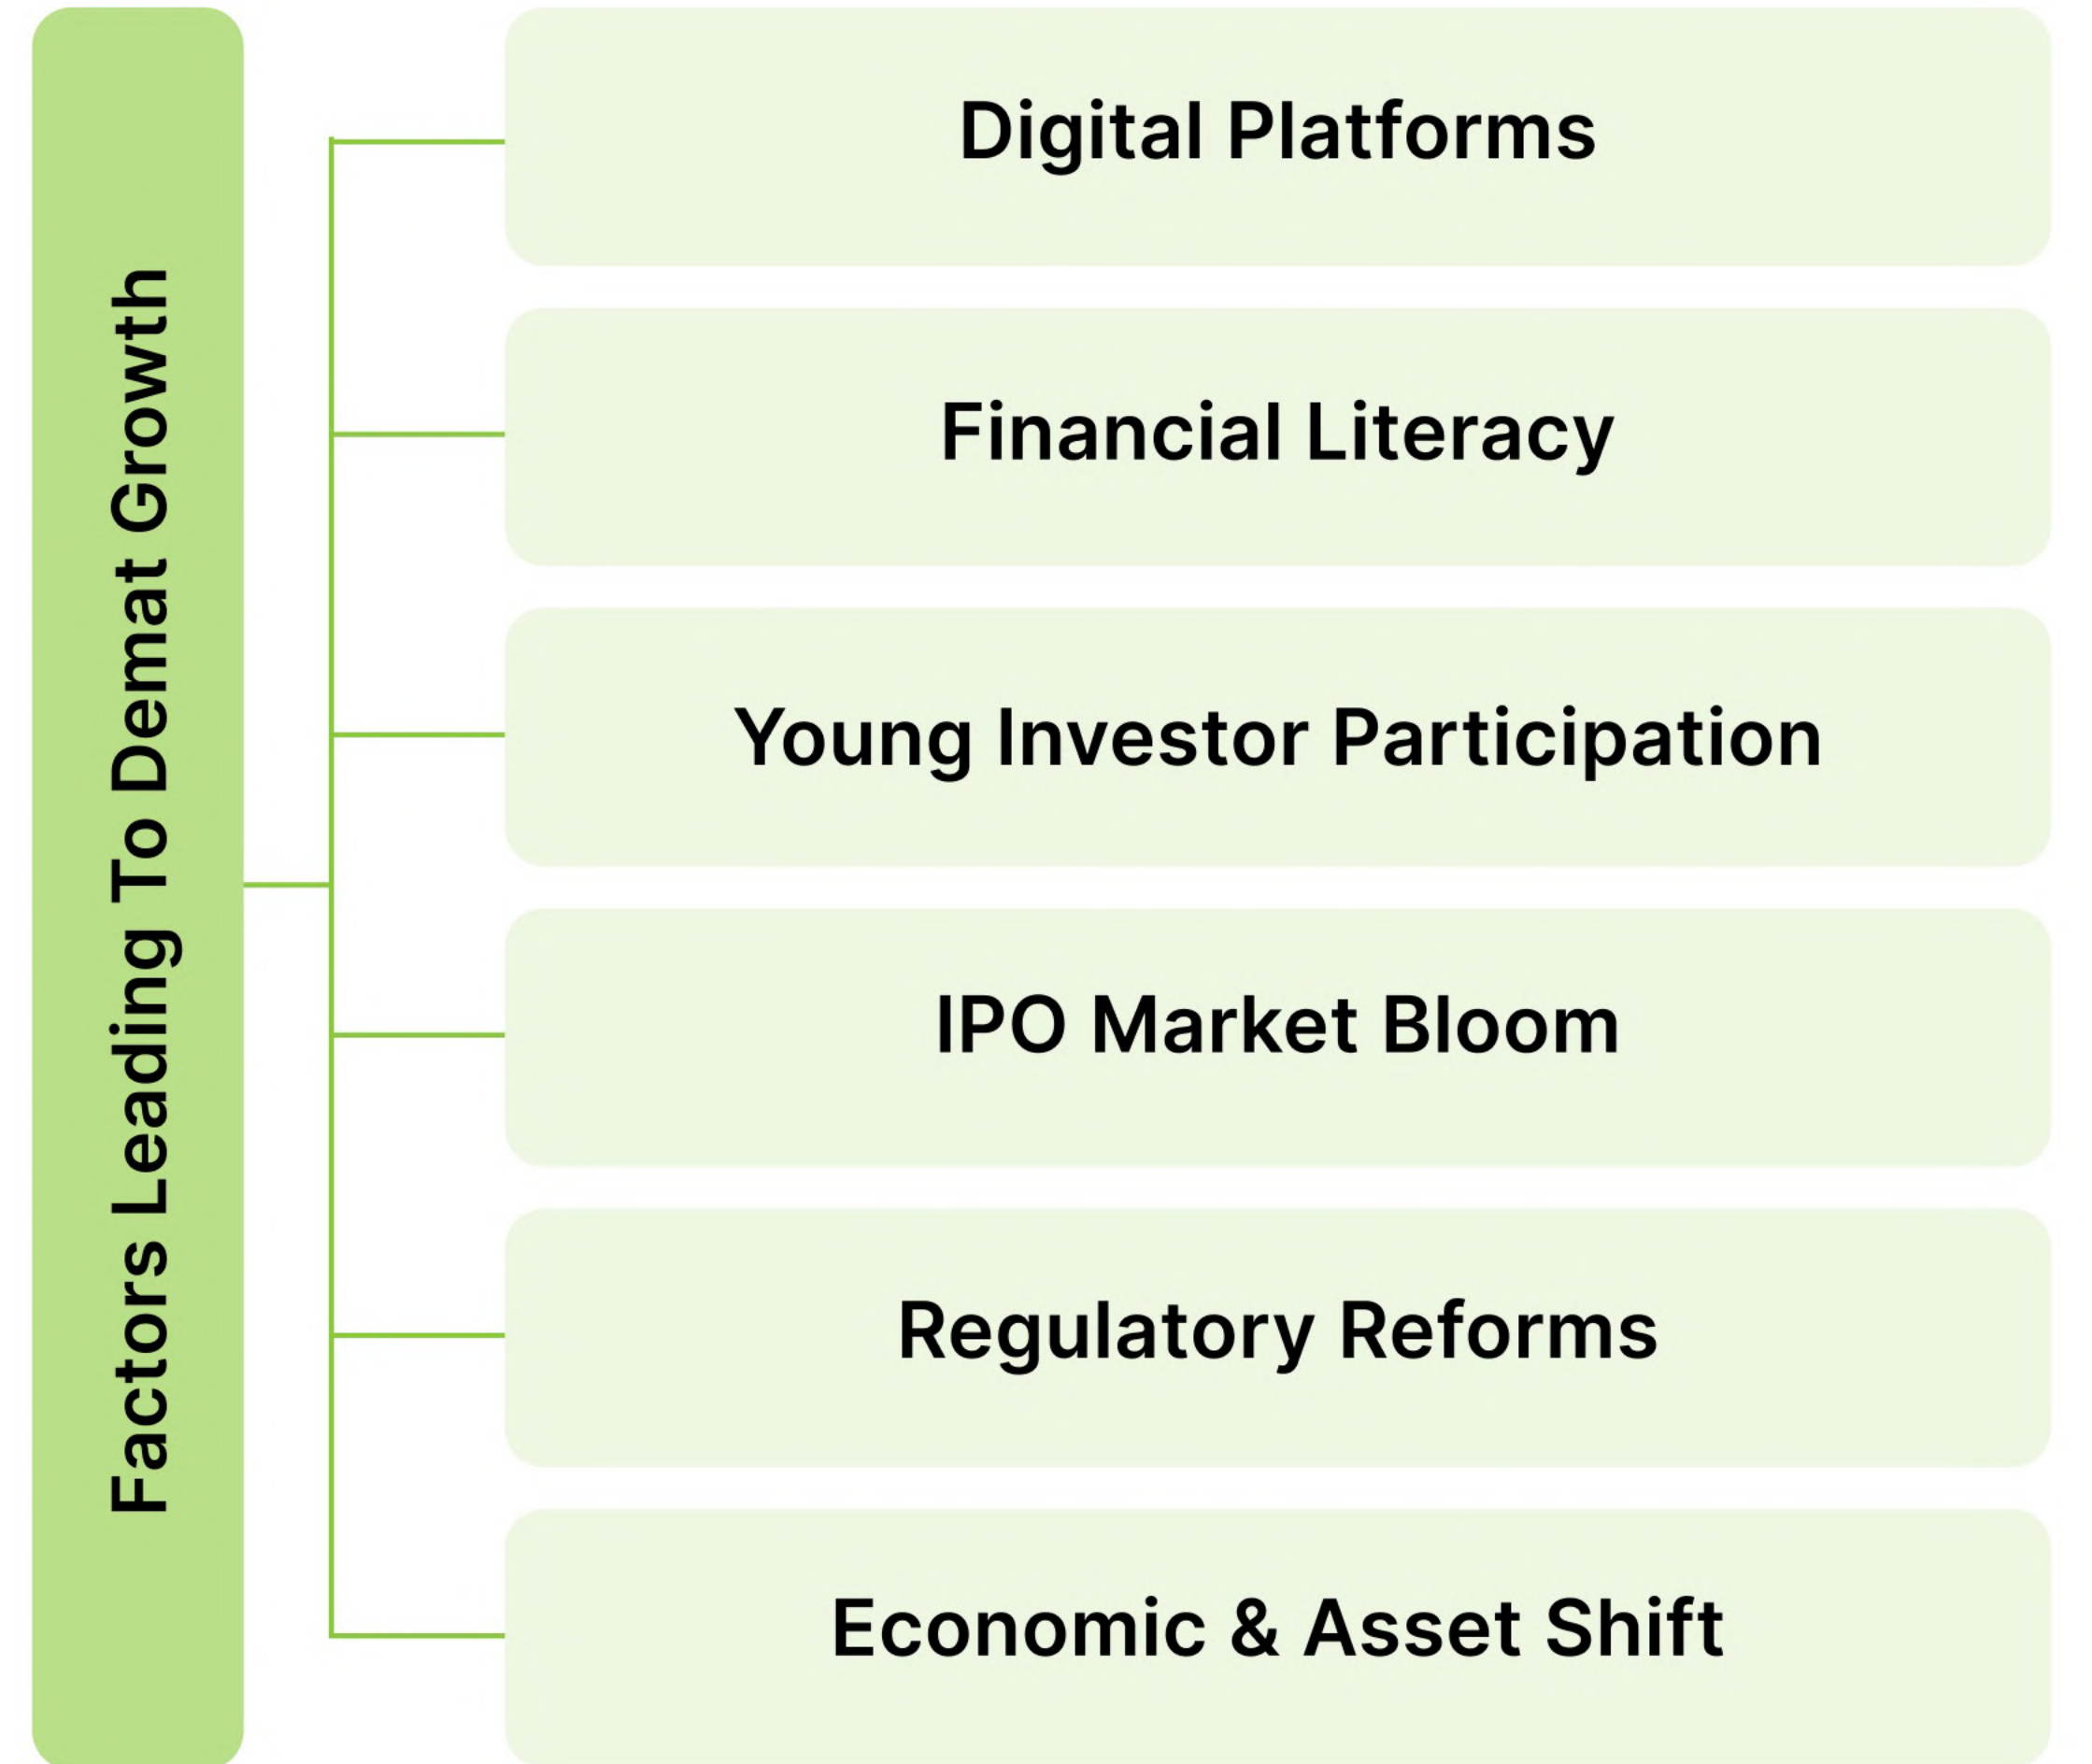 Factors Leading To Demat Growth
Digital Platforms
Financial Literacy
Young Investor Participation
IPO Market Bloom
Regulatory Reforms
Economic & Asset Shift